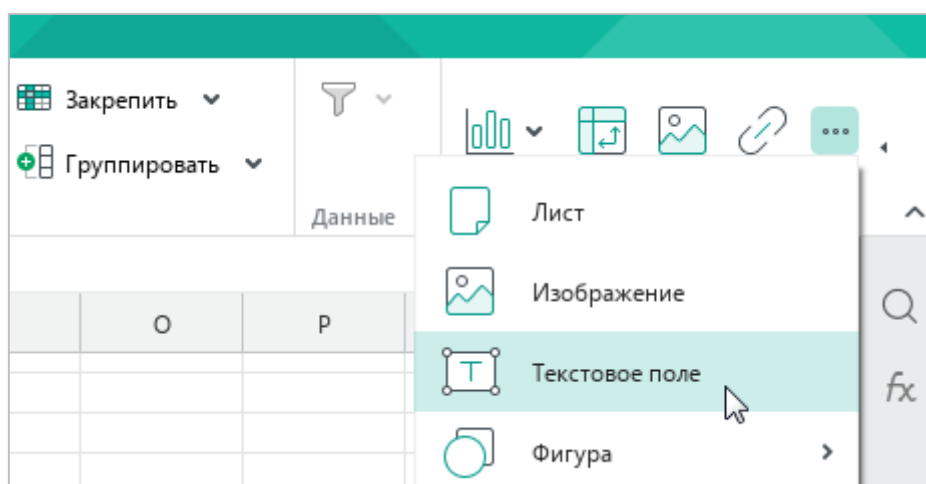 Закрепить
Группировать
Данные
Лист
Изображение
Текстовое поле
Фигура
O
P
fx